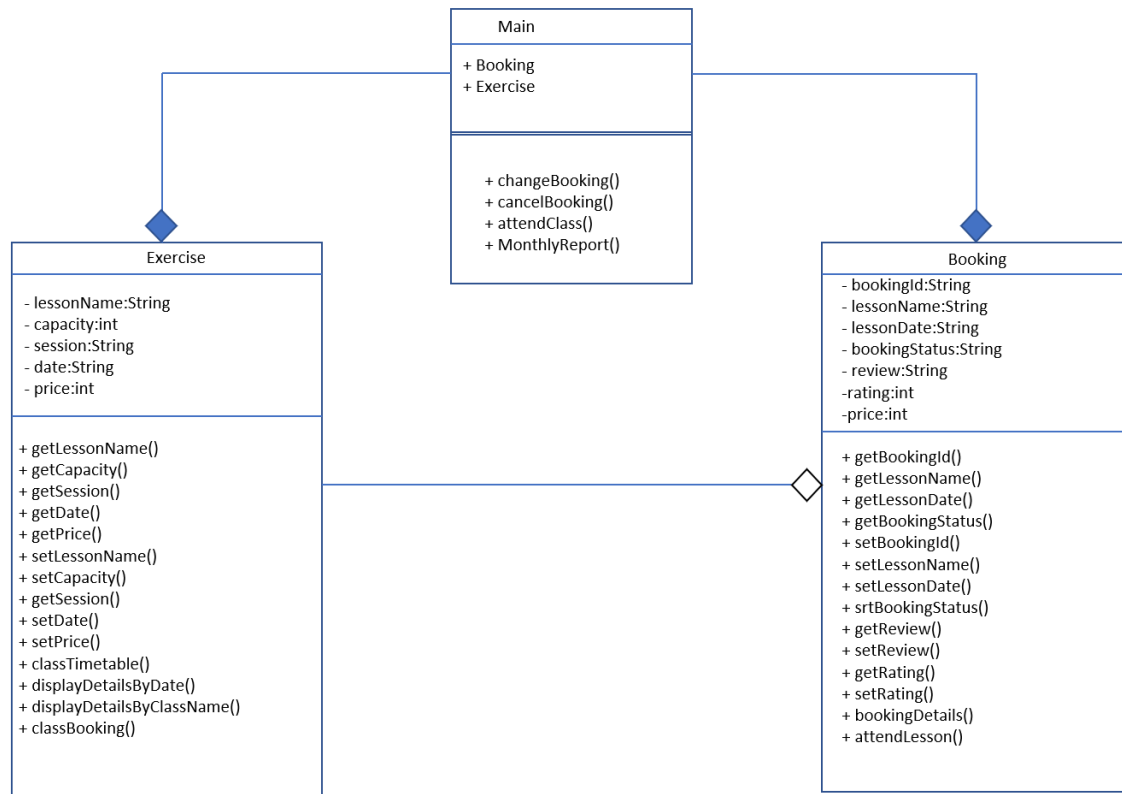 Main
+ Booking
+ Exercise
+ changeBooking()
+ cancelBooking()
+ attendClass()
+ MonthlyReport()
Exercise
- lessonName:String
- capacity:int
- session:String
- date:String
- price:int
+ getLessonName()
+ getCapacity()
+ getSession()
+ getDate()
+ getPrice()
+ setLessonName()
+ setCapacity()
+ getSession()
+ setDate()
+ setPrice()
+ classTimetable()
+ displayDetailsByDate()
+ displayDetailsByClassName()
+ classBooking()
Booking
- bookingId:String
- lessonName:String
- lessonDate:String
- bookingStatus:String
- review:String
-rating:int
-price:int
+ getBookingId()
+ getLessonName()
+ getLessonDate()
+ getBookingStatus()
+ setBookingId()
+ setLessonName()
+ setLessonDate()
+ srtBookingStatus()
+ getReview()
+ setReview()
+ getRating()
+ setRating()
+ bookingDetails()
+ attendLesson()